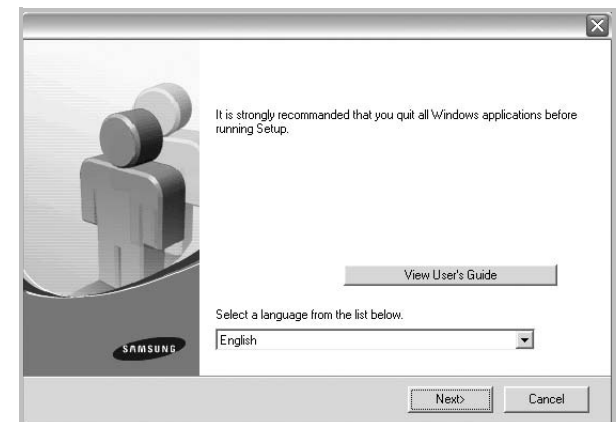 It is strongly recommanded that you quit all Windows applications before
running Setup.
View User's Guide
Select a language from the list below.
English
SAMSUNG
Next>
Cancel